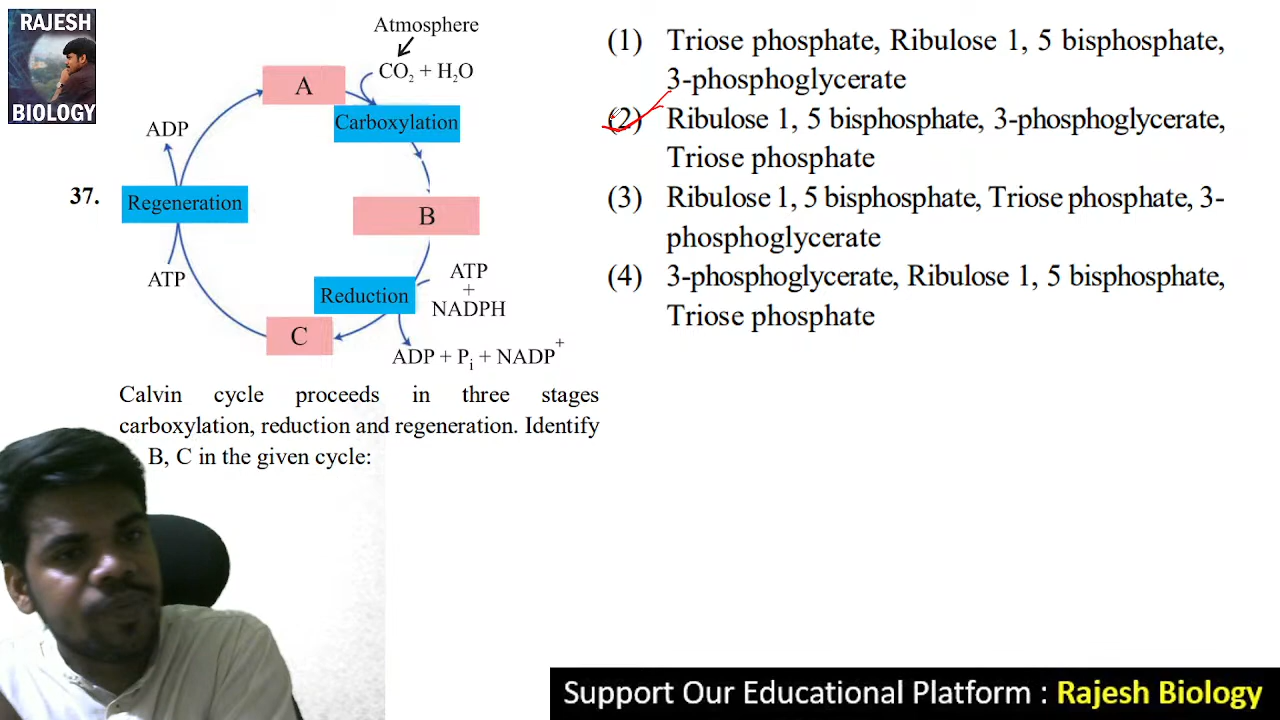 RAJESH
BIOLOGY
Atmosphere
CO2 + H2O
A
Carboxylation
ADP
37.
Regeneration
B
ATP
ATP
+
NADPH
Reduction
C
ADP + Pi + NADP+
Calvin cycle proceeds in three stages
carboxylation, reduction and regeneration. Identify
B, C in the given cycle:
(1) Triose phosphate, Ribulose 1, 5 bisphosphate,
3-phosphoglycerate
(2) Ribulose 1, 5 bisphosphate, 3-phosphoglycerate,
Triose phosphate
(3) Ribulose 1, 5 bisphosphate, Triose phosphate, 3-
phosphoglycerate
(4) 3-phosphoglycerate, Ribulose 1, 5 bisphosphate,
Triose phosphate
Support Our Educational Platform : Rajesh Biology